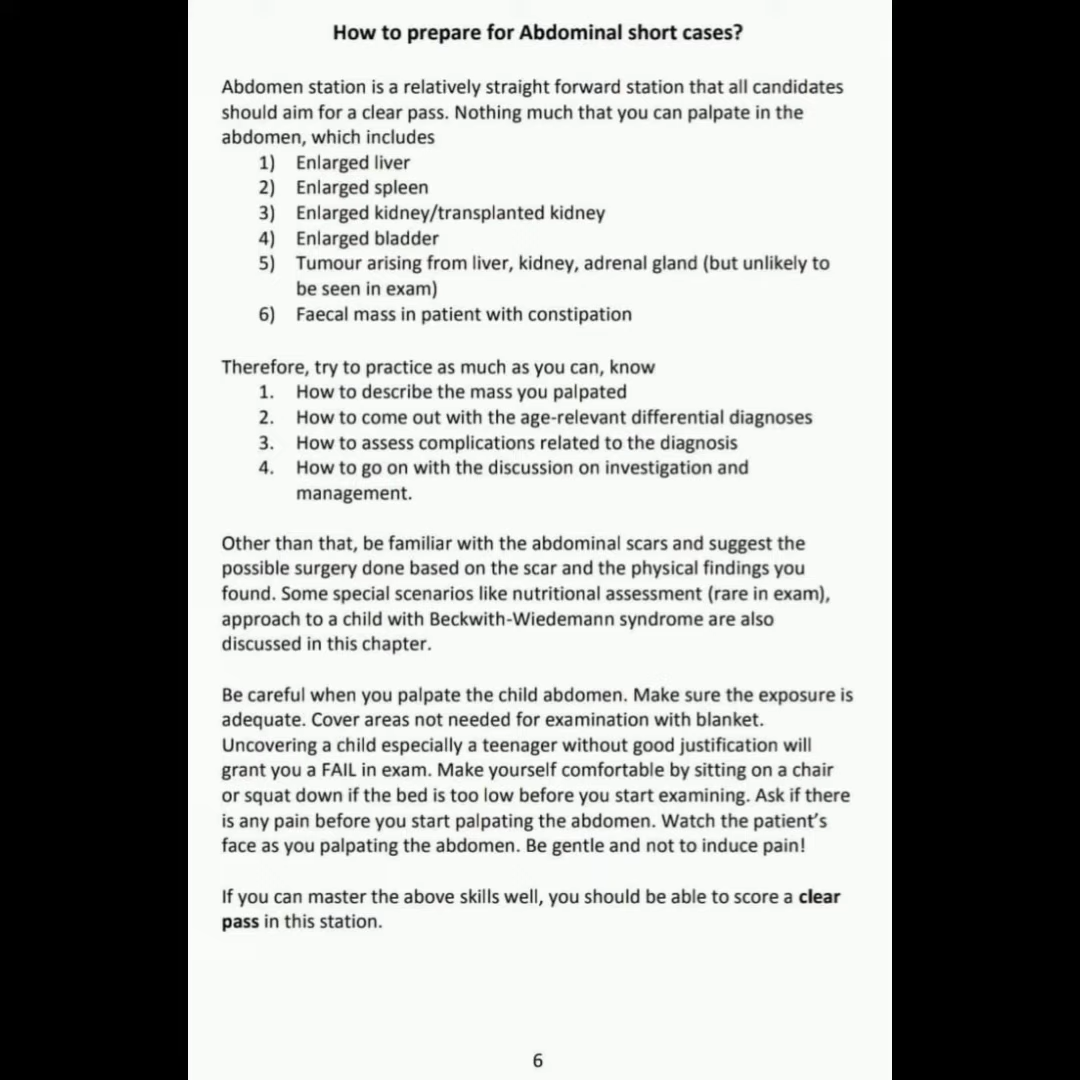 How to prepare for Abdominal short cases?
Abdomen station is a relatively straight forward station that all candidates
should aim for a clear pass. Nothing much that you can palpate in the
abdomen, which includes
1) Enlarged liver
2) Enlarged spleen
3) Enlarged kidney/transplanted kidney
4) Enlarged bladder
5) Tumour arising from liver, kidney, adrenal gland (but unlikely to
be seen in exam)
6) Faecal mass in patient with constipation
Therefore, try to practice as much as you can, know
1. How to describe the mass you palpated
2. How to come out with the age-relevant differential diagnoses
3. How to assess complications related to the diagnosis
4. How to go on with the discussion on investigation and
management.
Other than that, be familiar with the abdominal scars and suggest the
possible surgery done based on the scar and the physical findings you
found. Some special scenarios like nutritional assessment (rare in exam),
approach to a child with Beckwith-Wiedemann syndrome are also
discussed in this chapter.
Be careful when you palpate the child abdomen. Make sure the exposure is
adequate. Cover areas not needed for examination with blanket.
Uncovering a child especially a teenager without good justification will
grant you a FAIL in exam. Make yourself comfortable by sitting on a chair
or squat down if the bed is too low before you start examining. Ask if there
is any pain before you start palpating the abdomen. Watch the patient's
face as you palpating the abdomen. Be gentle and not to induce pain!
If you can master the above skills well, you should be able to score a clear
pass in this station.
6